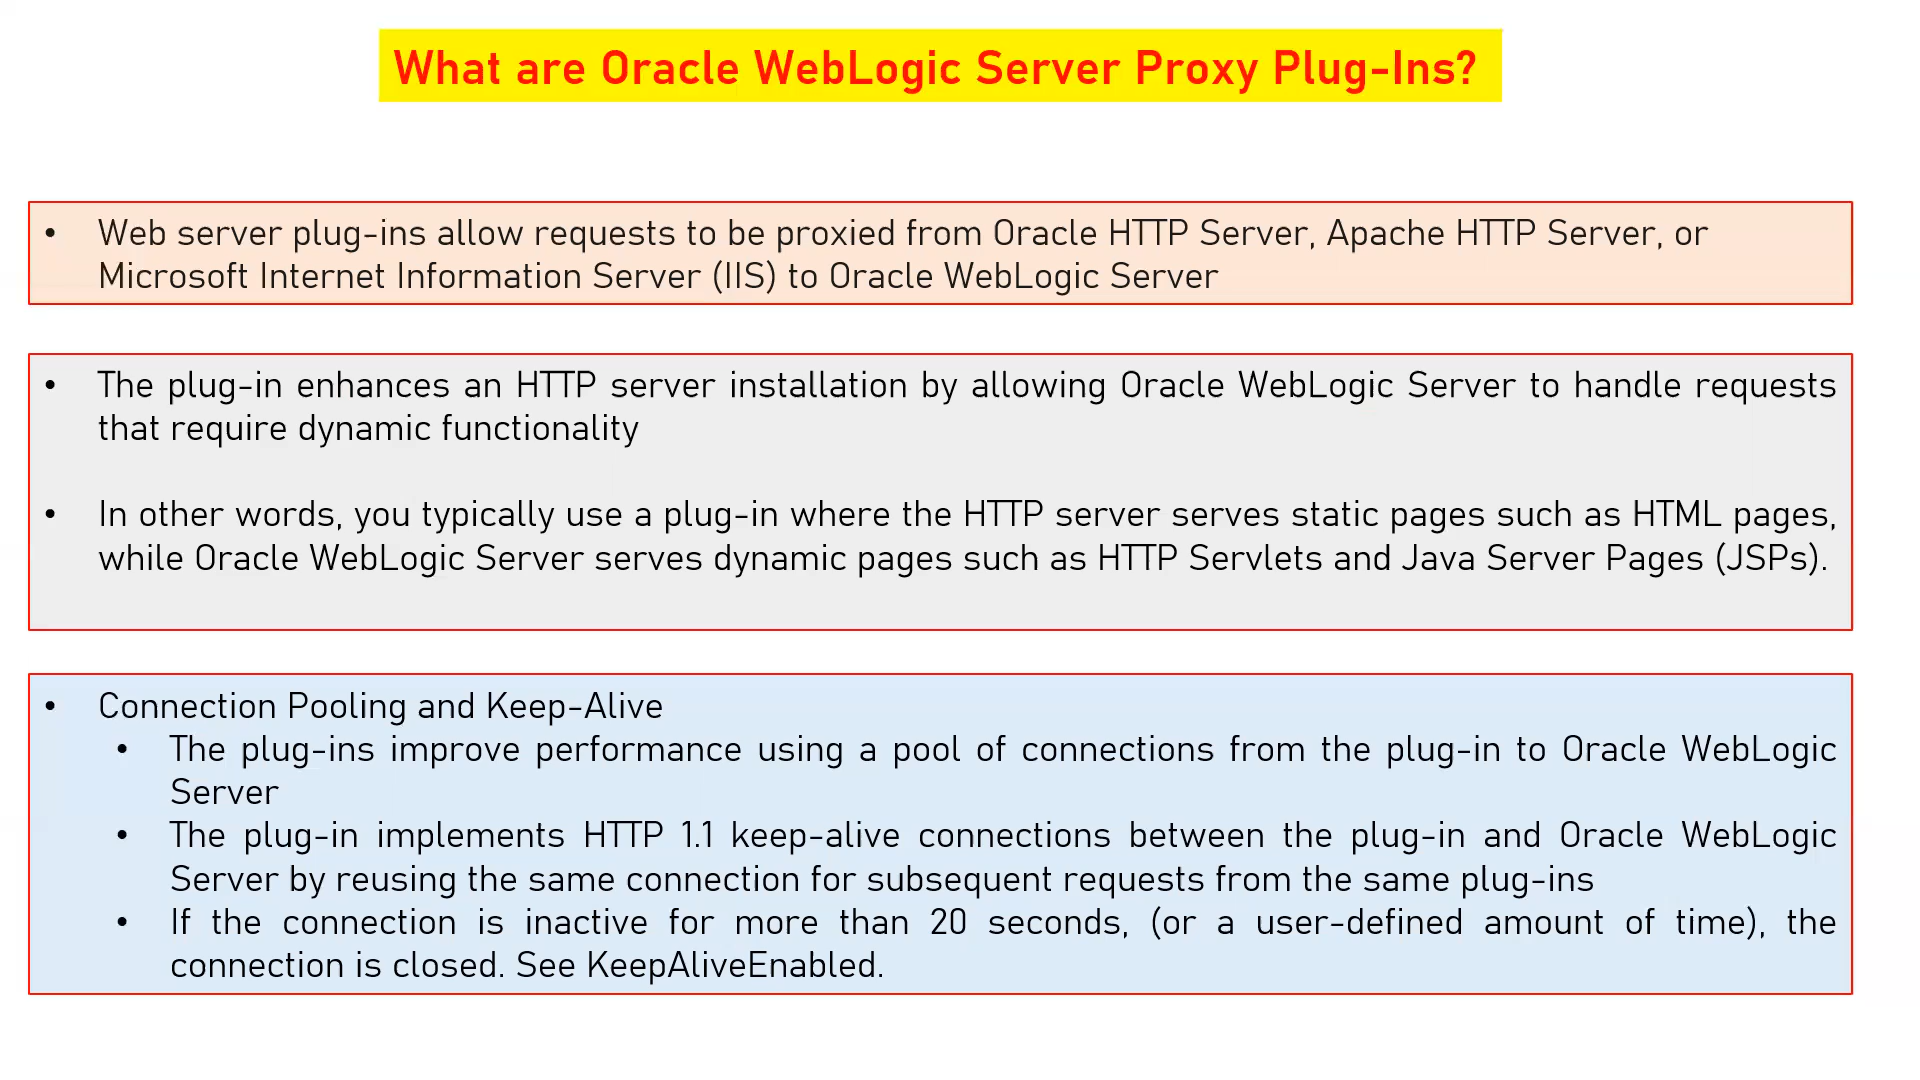 What are Oracle WebLogic Server Proxy Plug-Ins?
• Web server plug-ins allow requests to be proxied from Oracle HTTP Server, Apache HTTP Server, or
Microsoft Internet Information Server (IIS) to Oracle WebLogic Server
• The plug-in enhances an HTTP server installation by allowing Oracle WebLogic Server to handle requests
that require dynamic functionality
• In other words, you typically use a plug-in where the HTTP server serves static pages such as HTML pages,
while Oracle WebLogic Server serves dynamic pages such as HTTP Servlets and Java Server Pages (JSPs).
• Connection Pooling and Keep-Alive
• The plug-ins improve performance using a pool of connections from the plug-in to Oracle WebLogic
Server
• The plug-in implements HTTP 1.1 keep-alive connections between the plug-in and Oracle WebLogic
Server by reusing the same connection for subsequent requests from the same plug-ins
• If the connection is inactive for more than 20 seconds, (or a user-defined amount of time), the
connection is closed. See KeepAliveEnabled.